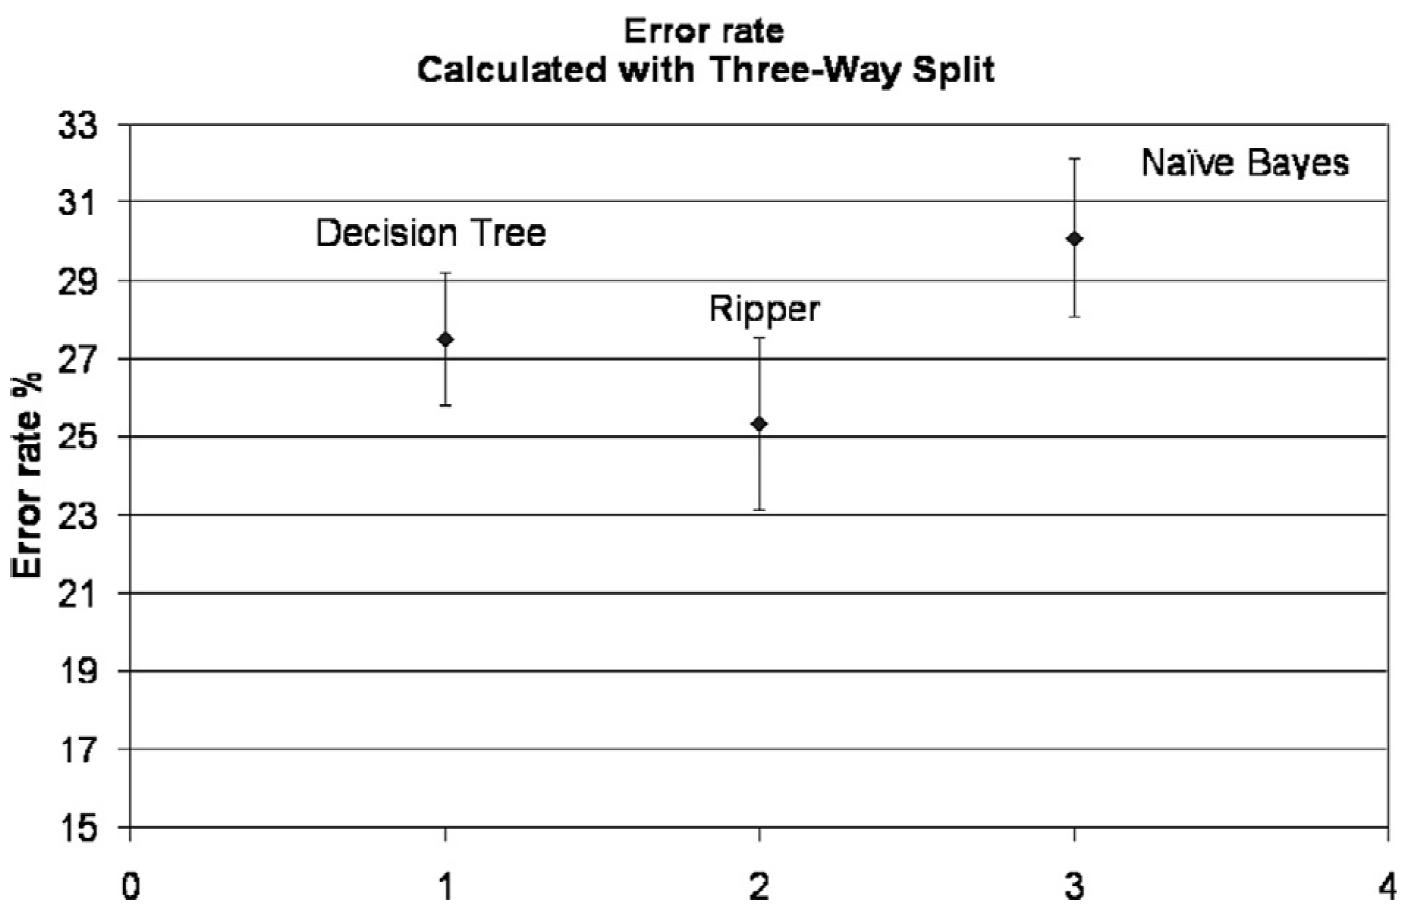 Error rate
Calculated with Three-Way Split
33
Naïve Bayes
31
Decision Tree
29
Ripper
27
25
23
21
19
17
15
Error rate %
0 1 2 3 4